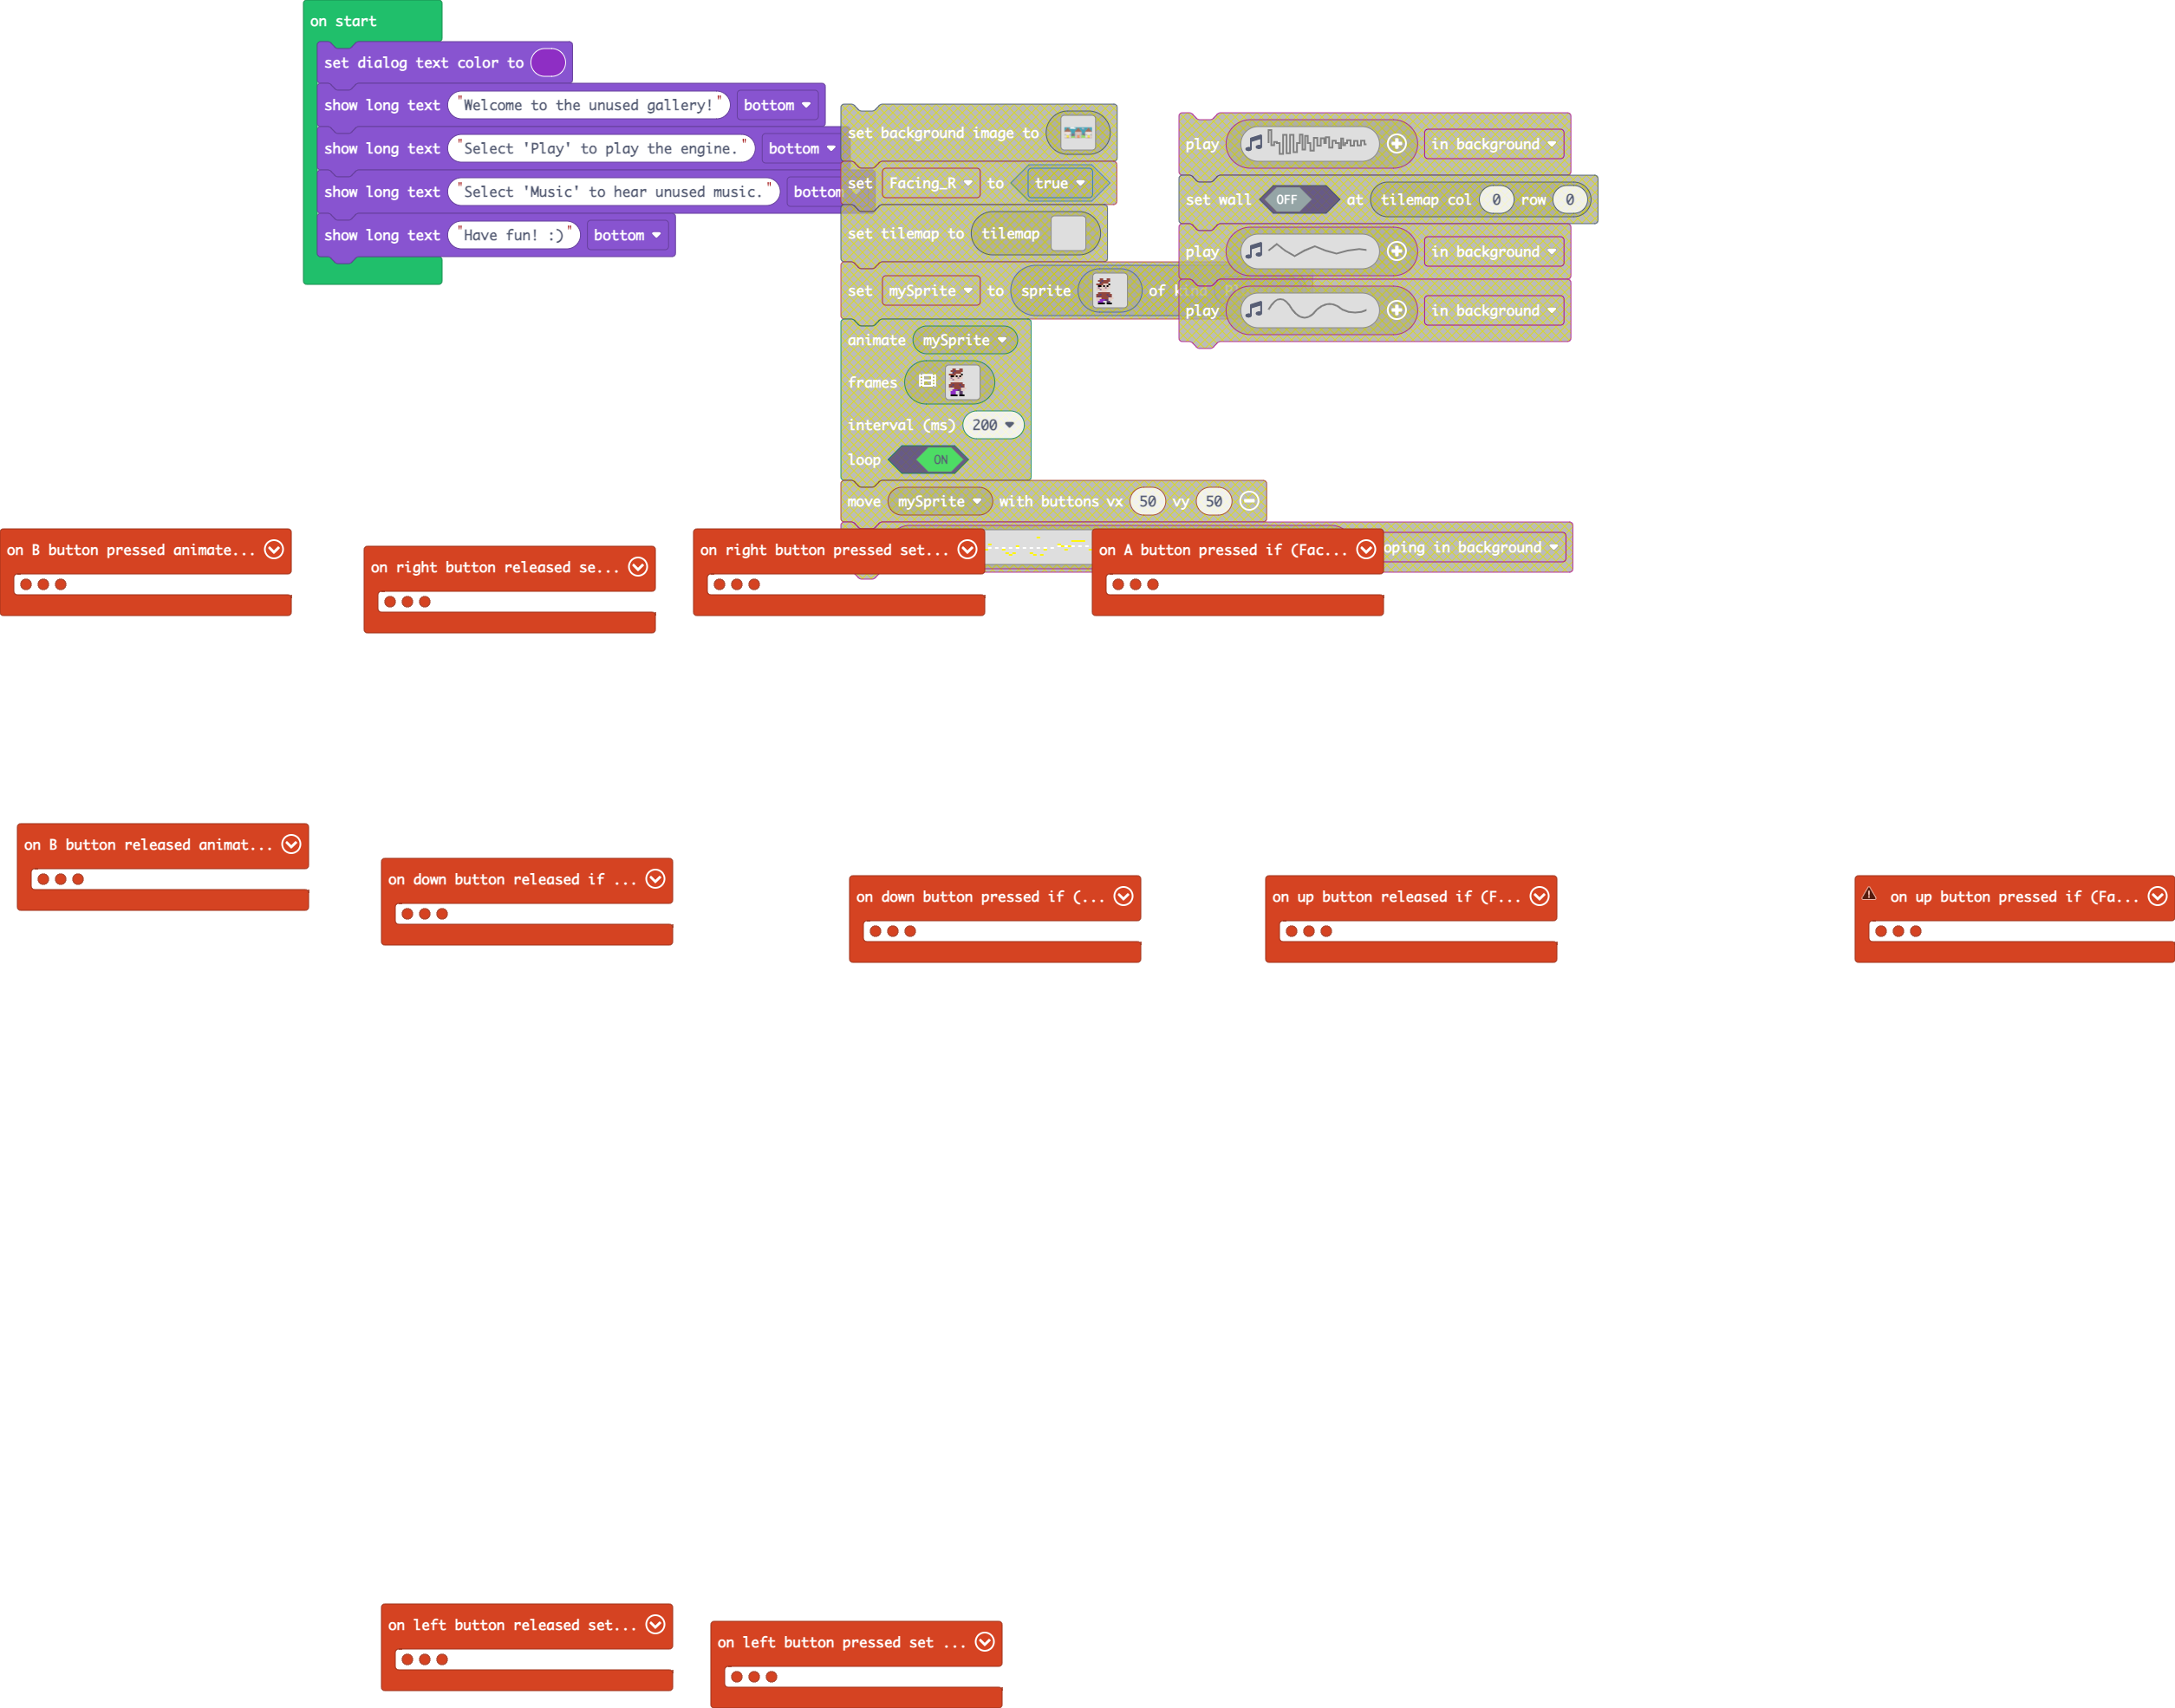 on start
set dialog text color to
show long text "Welcome to the unused gallery!" bottom
show long text "Select 'Play' to play the engine." bottom
show long text "Select 'Music' to hear unused music."
show long text "Have fun! :)" bottom
set background image to
set Facing_R to true
set tilemap to tilemap
set mySprite to sprite of
animate mySprite
frames
interval (ms) 200
loop ON
move mySprite with buttons vx 50 vy 50
in background
play in background
set wall OFF at tilemap col 0 row 0
play in background
play in background
on B button pressed animate...
on right button released se...
on right button pressed set...
on A button pressed if (Fac...
on B button released animat...
on down button released if ...
on down button pressed if (...
on up button released if (F...
on up button pressed if (Fa...
on left button released set...
on left button pressed set ...